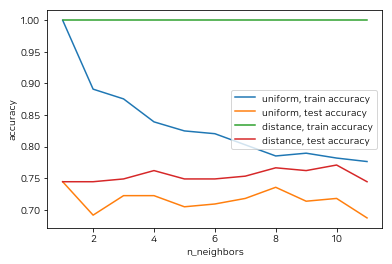 1.00
0.95
0.90
0.85
0.80
0.75
0.70
accuracy
uniform, train accuracy
uniform, test accuracy
distance, train accuracy
distance, test accuracy
2 4 6 8 10
n_neighbors